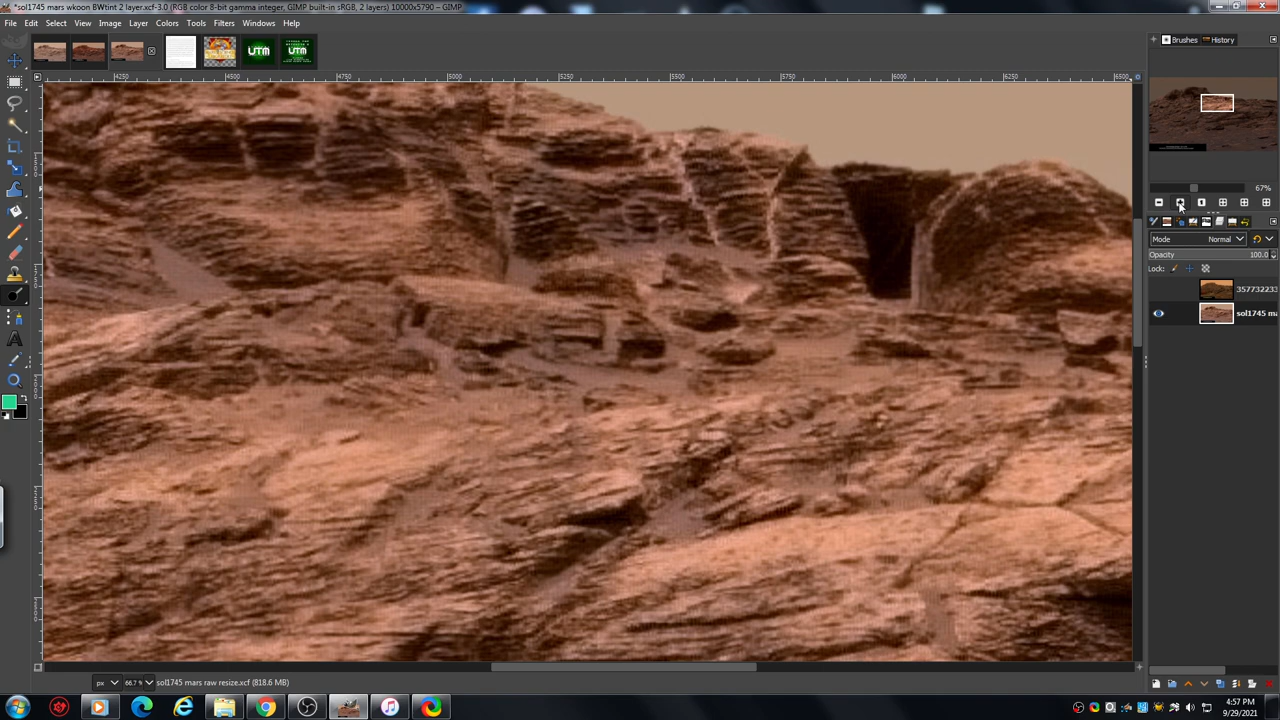 *sol1745 mars wkoon BWtint 2 layer.xcf-3.0 (RGB color 8-bit gamma integer, GIMP built-in sRGB, 2 layers) 10000x5790 – GIMP
File Edit Select View Image Layer Colors Tools Filters Windows Help
Brushes History
UTM UTM
4250 4500 4750 5000 5250 5500 5750 6000 6250 6500
67%
Mode Normal
Opacity 100.0
Lock:
357732233
sol1745 ma
px 66.7 % sol1745 mars raw resize.xcf (818.6 MB)
4:57 PM
9/29/2021